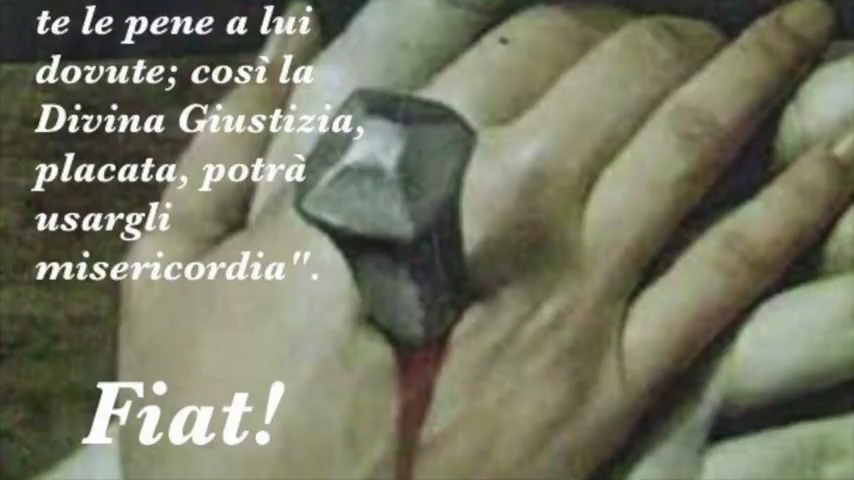 te le pene a lui
dovute; così la
Divina Giustizia,
placata, potrà
usargli
misericordia".
Fiat!